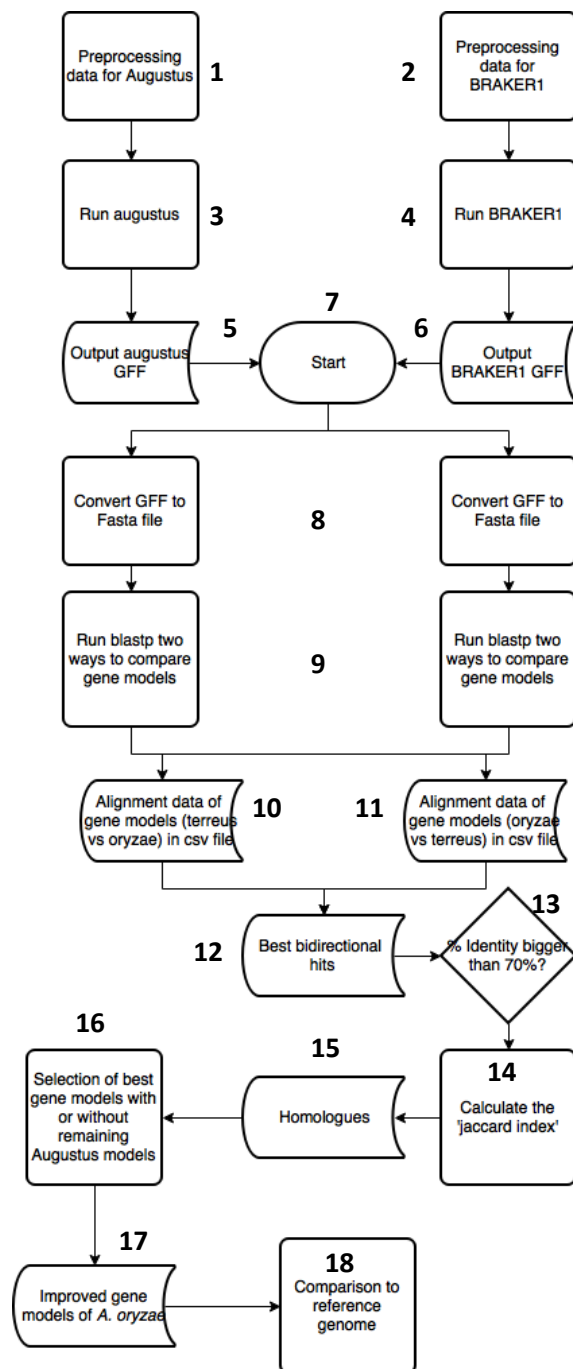 Preprocessing
data for Augustus
1
2
Preprocessing
data for
BRAKER1
Run augustus
3
4
Run BRAKER1
7
Output augustus
GFF
5
Start
6
Output
BRAKER1 GFF
Convert GFF to
Fasta file
8
Convert GFF to
Fasta file
Run blastp two
ways to compare
gene models
9
Run blastp two
ways to compare
gene models
Alignment data of
gene models (terreus
vs oryzae) in csv file
10
11
Alignment data of
gene models (oryzae
vs terreus) in csv file
12
Best bidirectional
hits
13
% Identity bigger
than 70%?
16
Selection of best
gene models with
or without
remaining
Augustus models
15
Homologues
14
Calculate the
'jaccard index'
17
Improved gene
models of A. oryzae
18
Comparison to
reference
genome